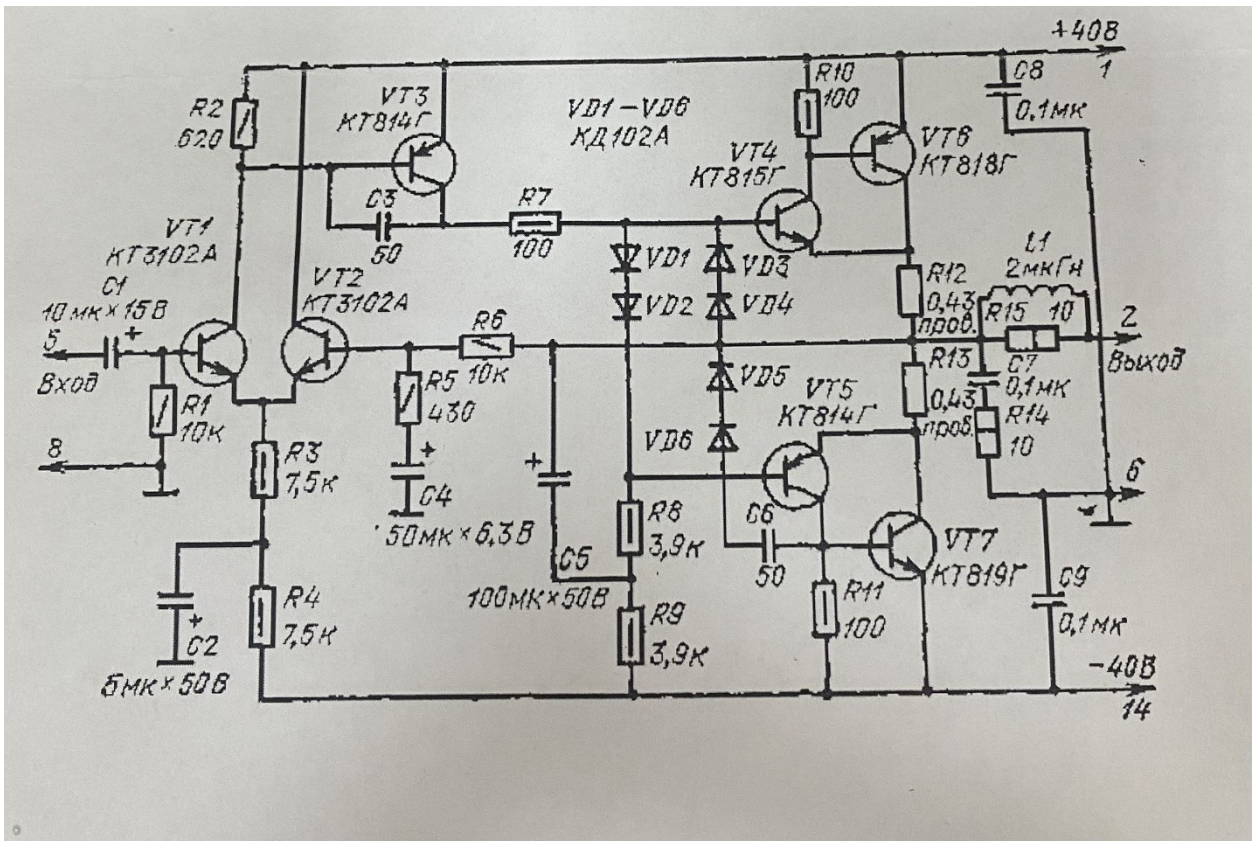 +40В
1
R2
620
VT3
КТ814Г
VD1–VD6
КД102А
R10
100
C8
0,1мк
VT4
КТ815Г
VT6
КТ818Г
C3
50
R7
100
VT1
КТ3102А
VT2
КТ3102А
VD1
VD3
VD2
VD4
R12
0,43
пров.
L1
2мкГн
C1
10мк×15В
5
Вход
R6
10к
R15
10
2
Выход
R1
10к
R5
430
VD5
VD6
VT5
КТ814Г
R13
0,43
пров.
C7
0,1мк
R14
10
8
R3
7,5к
C4
50мк×6,3В
C5
100мк×50В
R8
3,9к
C6
50
VT7
КТ819Г
6
C2
5мк×50В
R4
7,5к
R9
3,9к
R11
100
C9
0,1мк
-40В
14